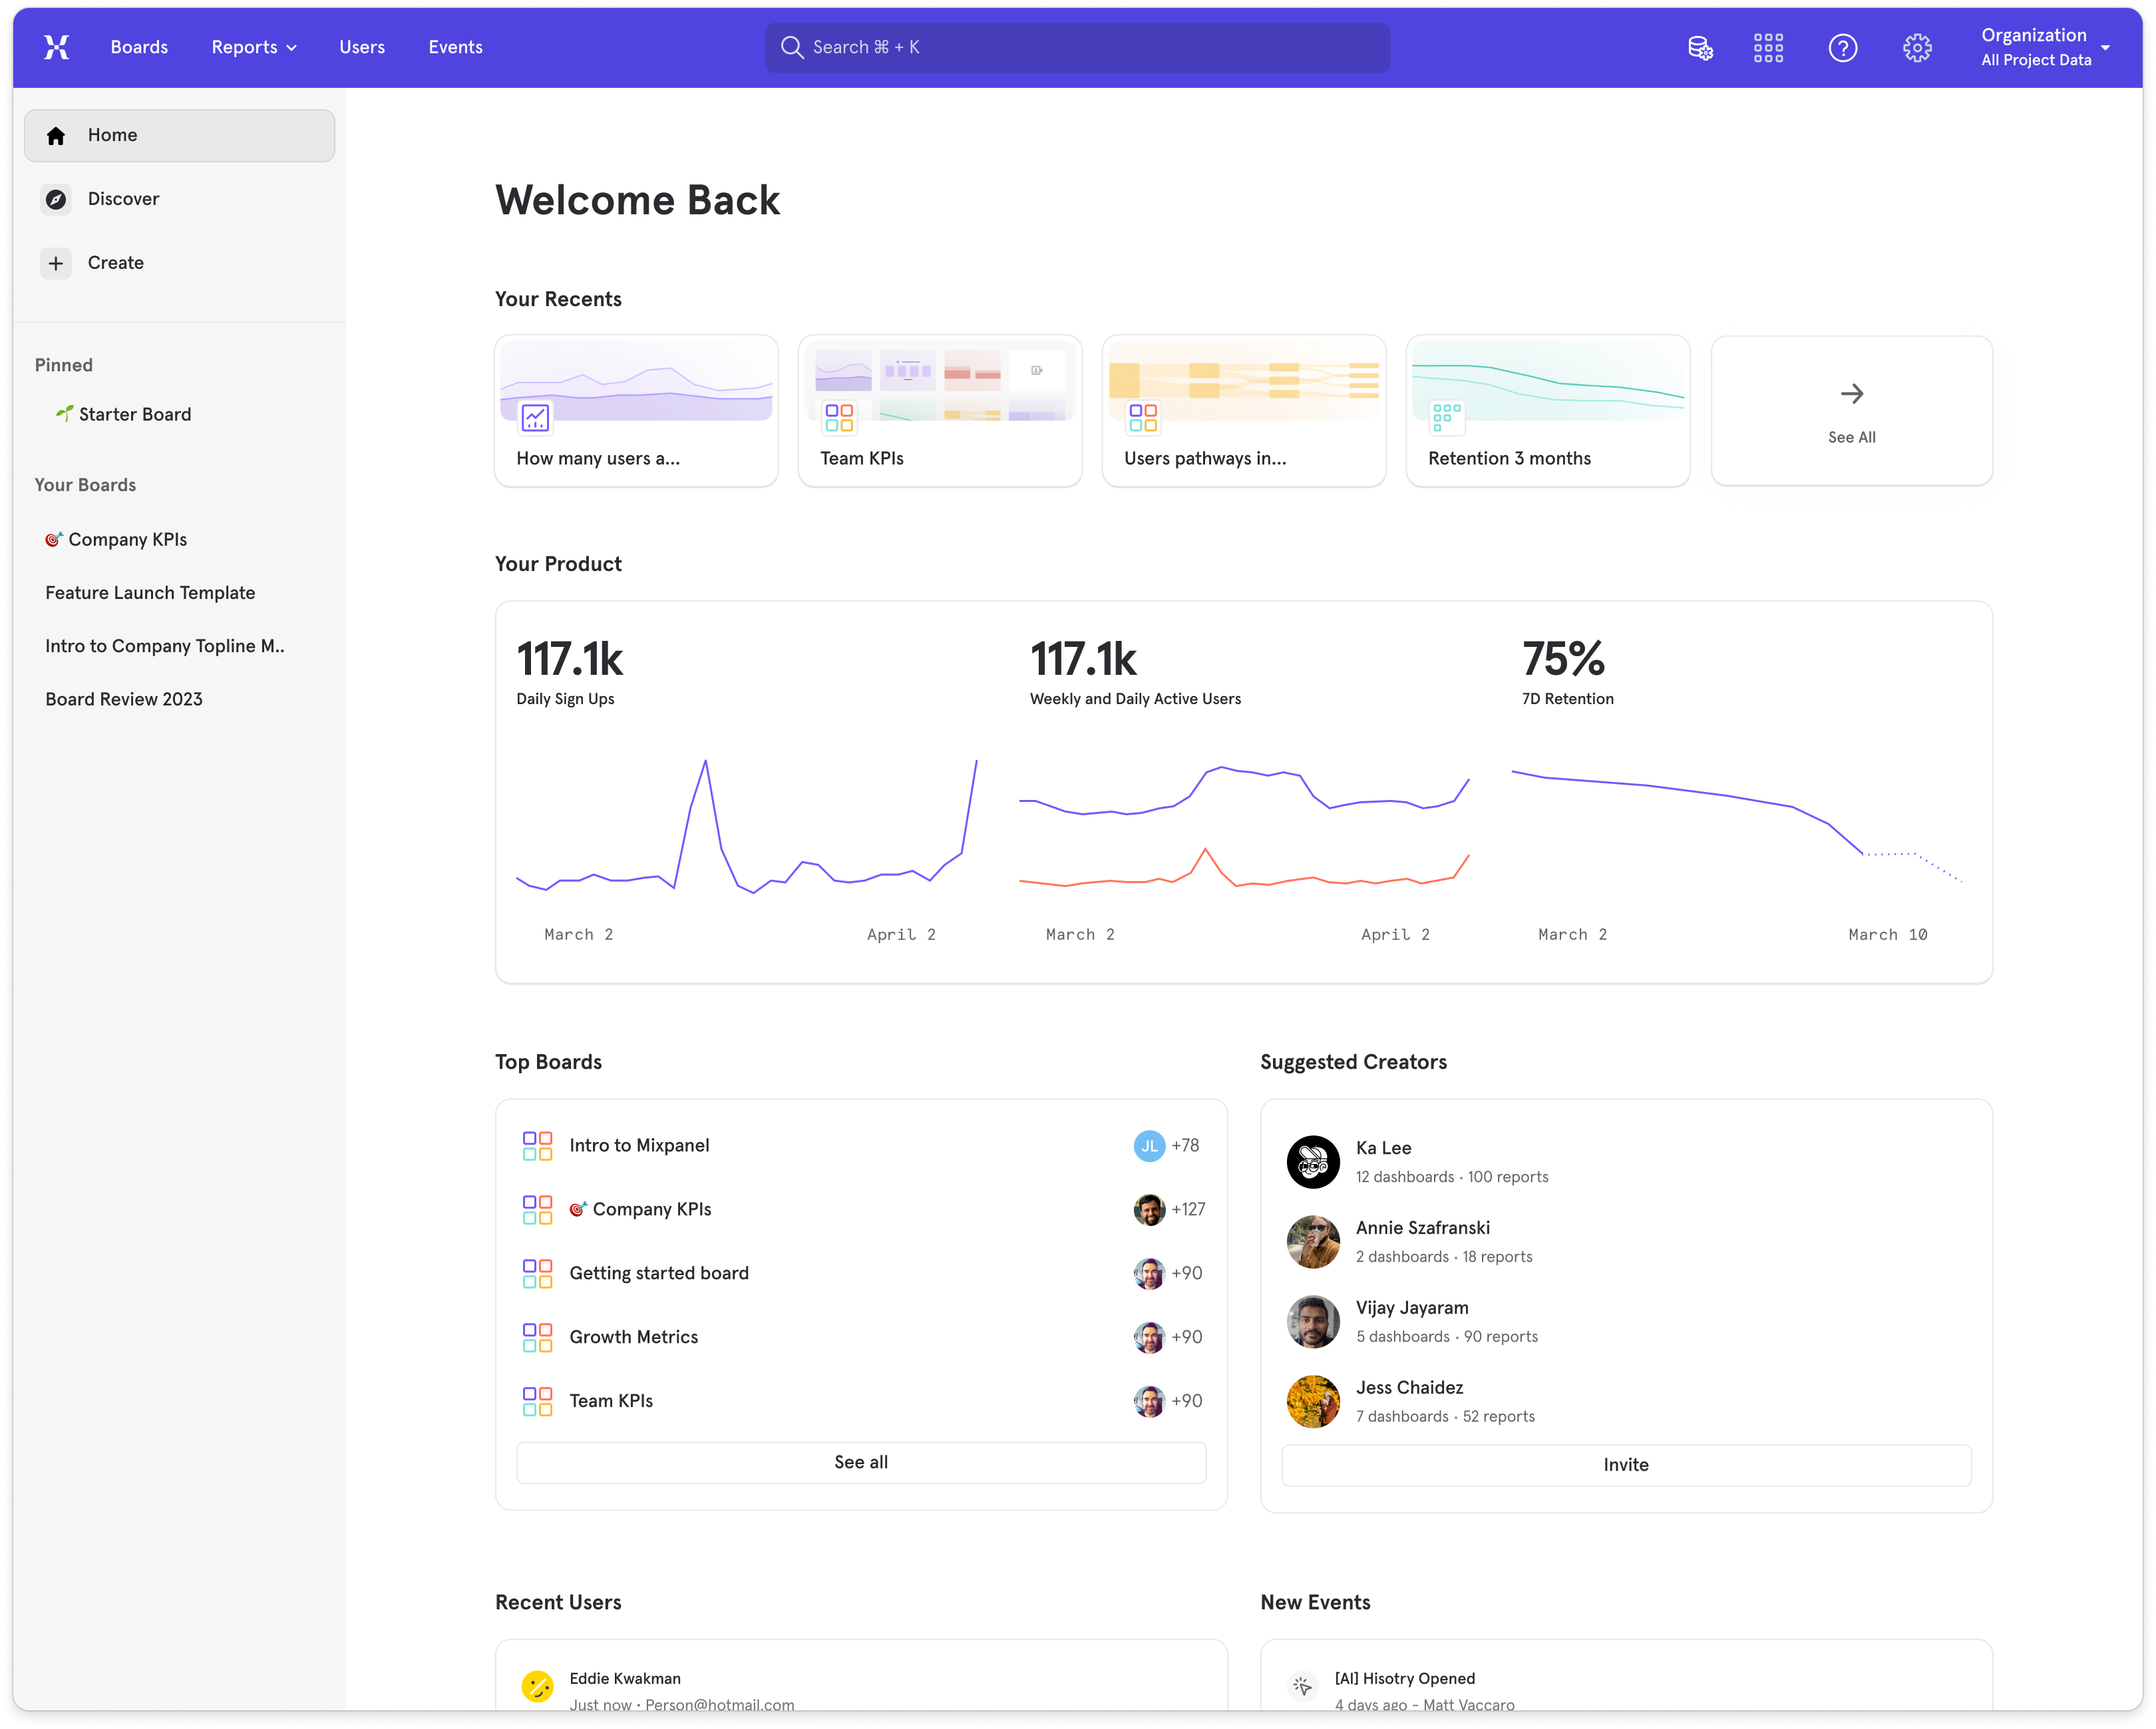 Boards
Reports
Users
Events
Search ⌘ + K
Organization
All Project Data
Home
Discover
Create
Pinned
Starter Board
Your Boards
Company KPIs
Feature Launch Template
Intro to Company Topline M..
Board Review 2023
Welcome Back
Your Recents
How many users a...
Team KPIs
Users pathways in...
Retention 3 months
See All
Your Product
117.1k
Daily Sign Ups
March 2
April 2
117.1k
Weekly and Daily Active Users
March 2
April 2
75%
7D Retention
March 2
March 10
Top Boards
Intro to Mixpanel
JL +78
Company KPIs
+127
Getting started board
+90
Growth Metrics
+90
Team KPIs
+90
See all
Suggested Creators
Ka Lee
12 dashboards • 100 reports
Annie Szafranski
2 dashboards • 18 reports
Vijay Jayaram
5 dashboards • 90 reports
Jess Chaidez
7 dashboards • 52 reports
Invite
Recent Users
Eddie Kwakman
Just now • Person@hotmail.com
New Events
[AI] Hisotry Opened
4 days ago – Matt Vaccaro